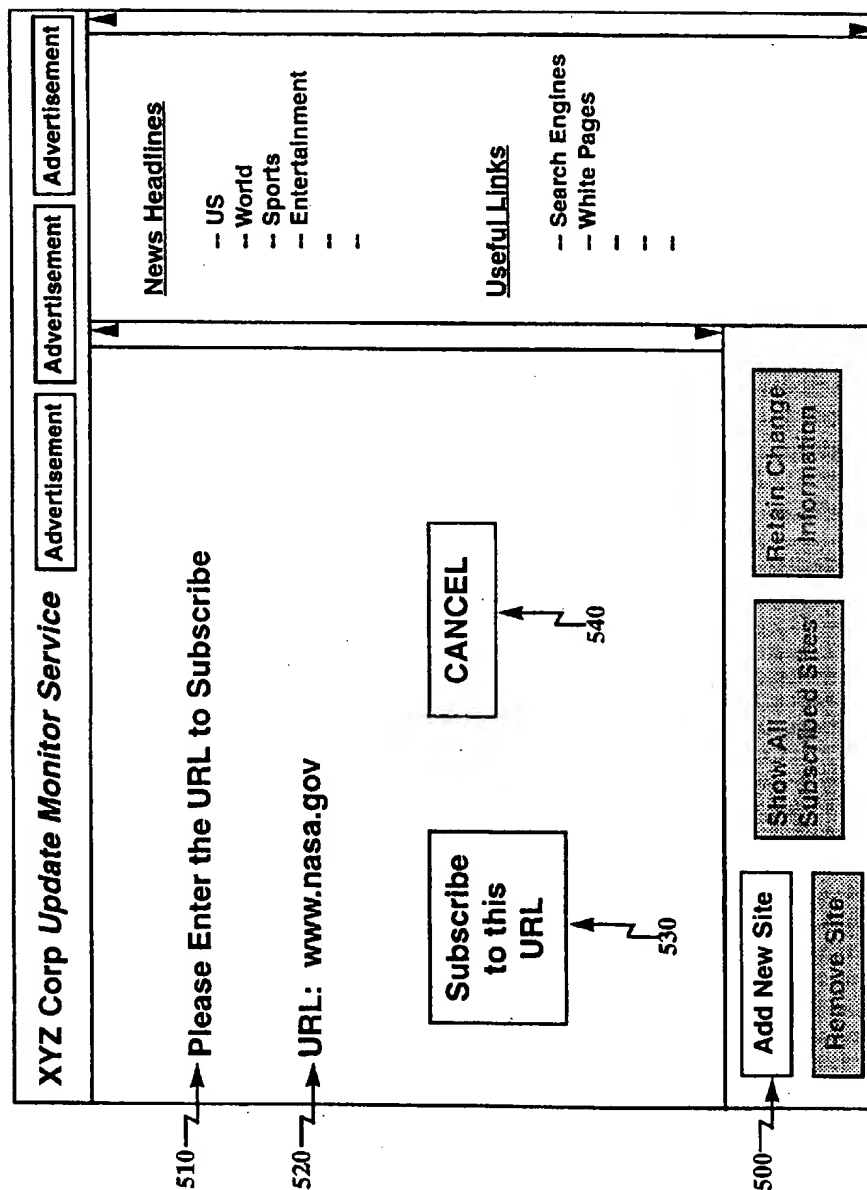 XYZ Corp Update Monitor Service
Advertisement
Advertisement
Advertisement
510
Please Enter the URL to Subscribe
520
URL: www.nasa.gov
Subscribe
to this
URL
530
CANCEL
540
News Headlines
-- US
-- World
-- Sports
-- Entertainment
--
--
Useful Links
-- Search Engines
-- White Pages
--
--
--
500
Add New Site
Remove Site
Show All
Subscribed Sites
Retain Change
Information